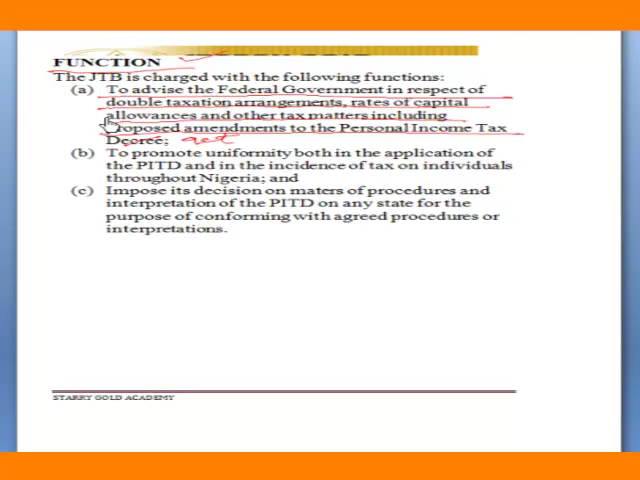 FUNCTION
The JTB is charged with the following functions:
(a) To advise the Federal Government in respect of
double taxation arrangements, rates of capital
allowances and other tax matters including
proposed amendments to the Personal Income Tax
Decree; act
(b) To promote uniformity both in the application of
the PITD and in the incidence of tax on individuals
throughout Nigeria; and
(c) Impose its decision on maters of procedures and
interpretation of the PITD on any state for the
purpose of conforming with agreed procedures or
interpretations.
STARRY GOLD ACADEMY